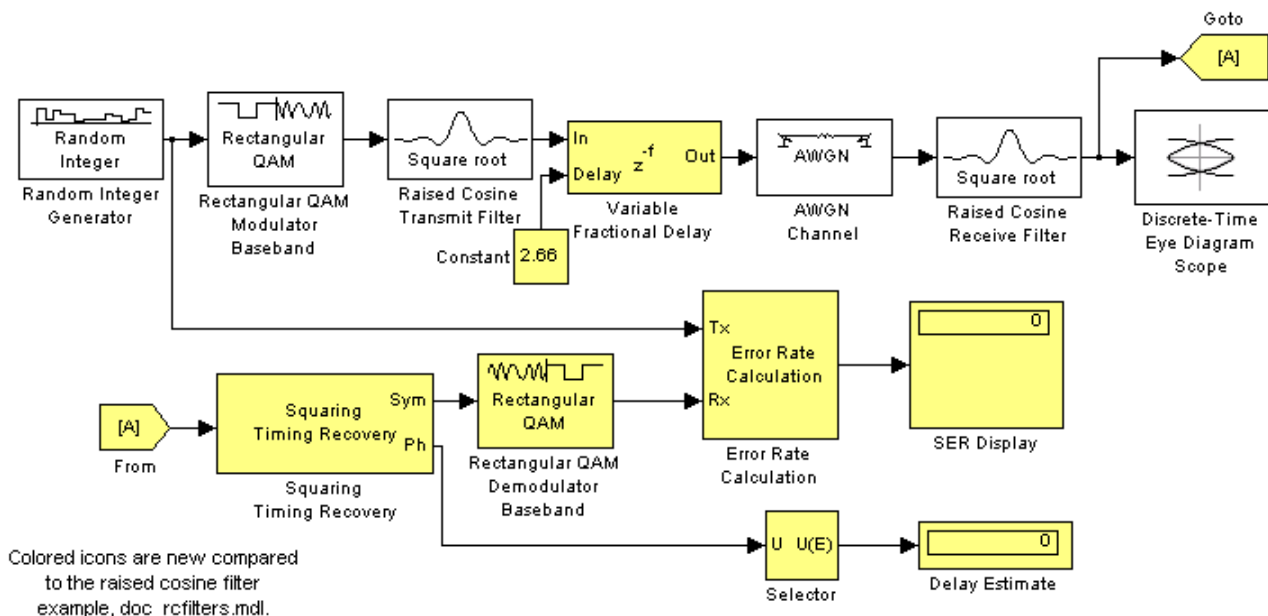 Goto
[A]
Random
Integer
Random Integer
Generator
Rectangular
QAM
Rectangular QAM
Modulator
Baseband
Square root
Raised Cosine
Transmit Filter
In
Delay
z^-f
Out
Variable
Fractional Delay
Constant
2.66
AWGN
AWGN
Channel
Square root
Raised Cosine
Receive Filter
Discrete-Time
Eye Diagram
Scope
[A]
From
Squaring
Timing Recovery
Sym
Ph
Squaring
Timing Recovery
Rectangular
QAM
Rectangular QAM
Demodulator
Baseband
Tx
Rx
Error Rate
Calculation
Error Rate
Calculation
0
SER Display
U U(E)
Selector
0
Delay Estimate
Colored icons are new compared
to the raised cosine filter
example, doc_rcfilters.mdl.